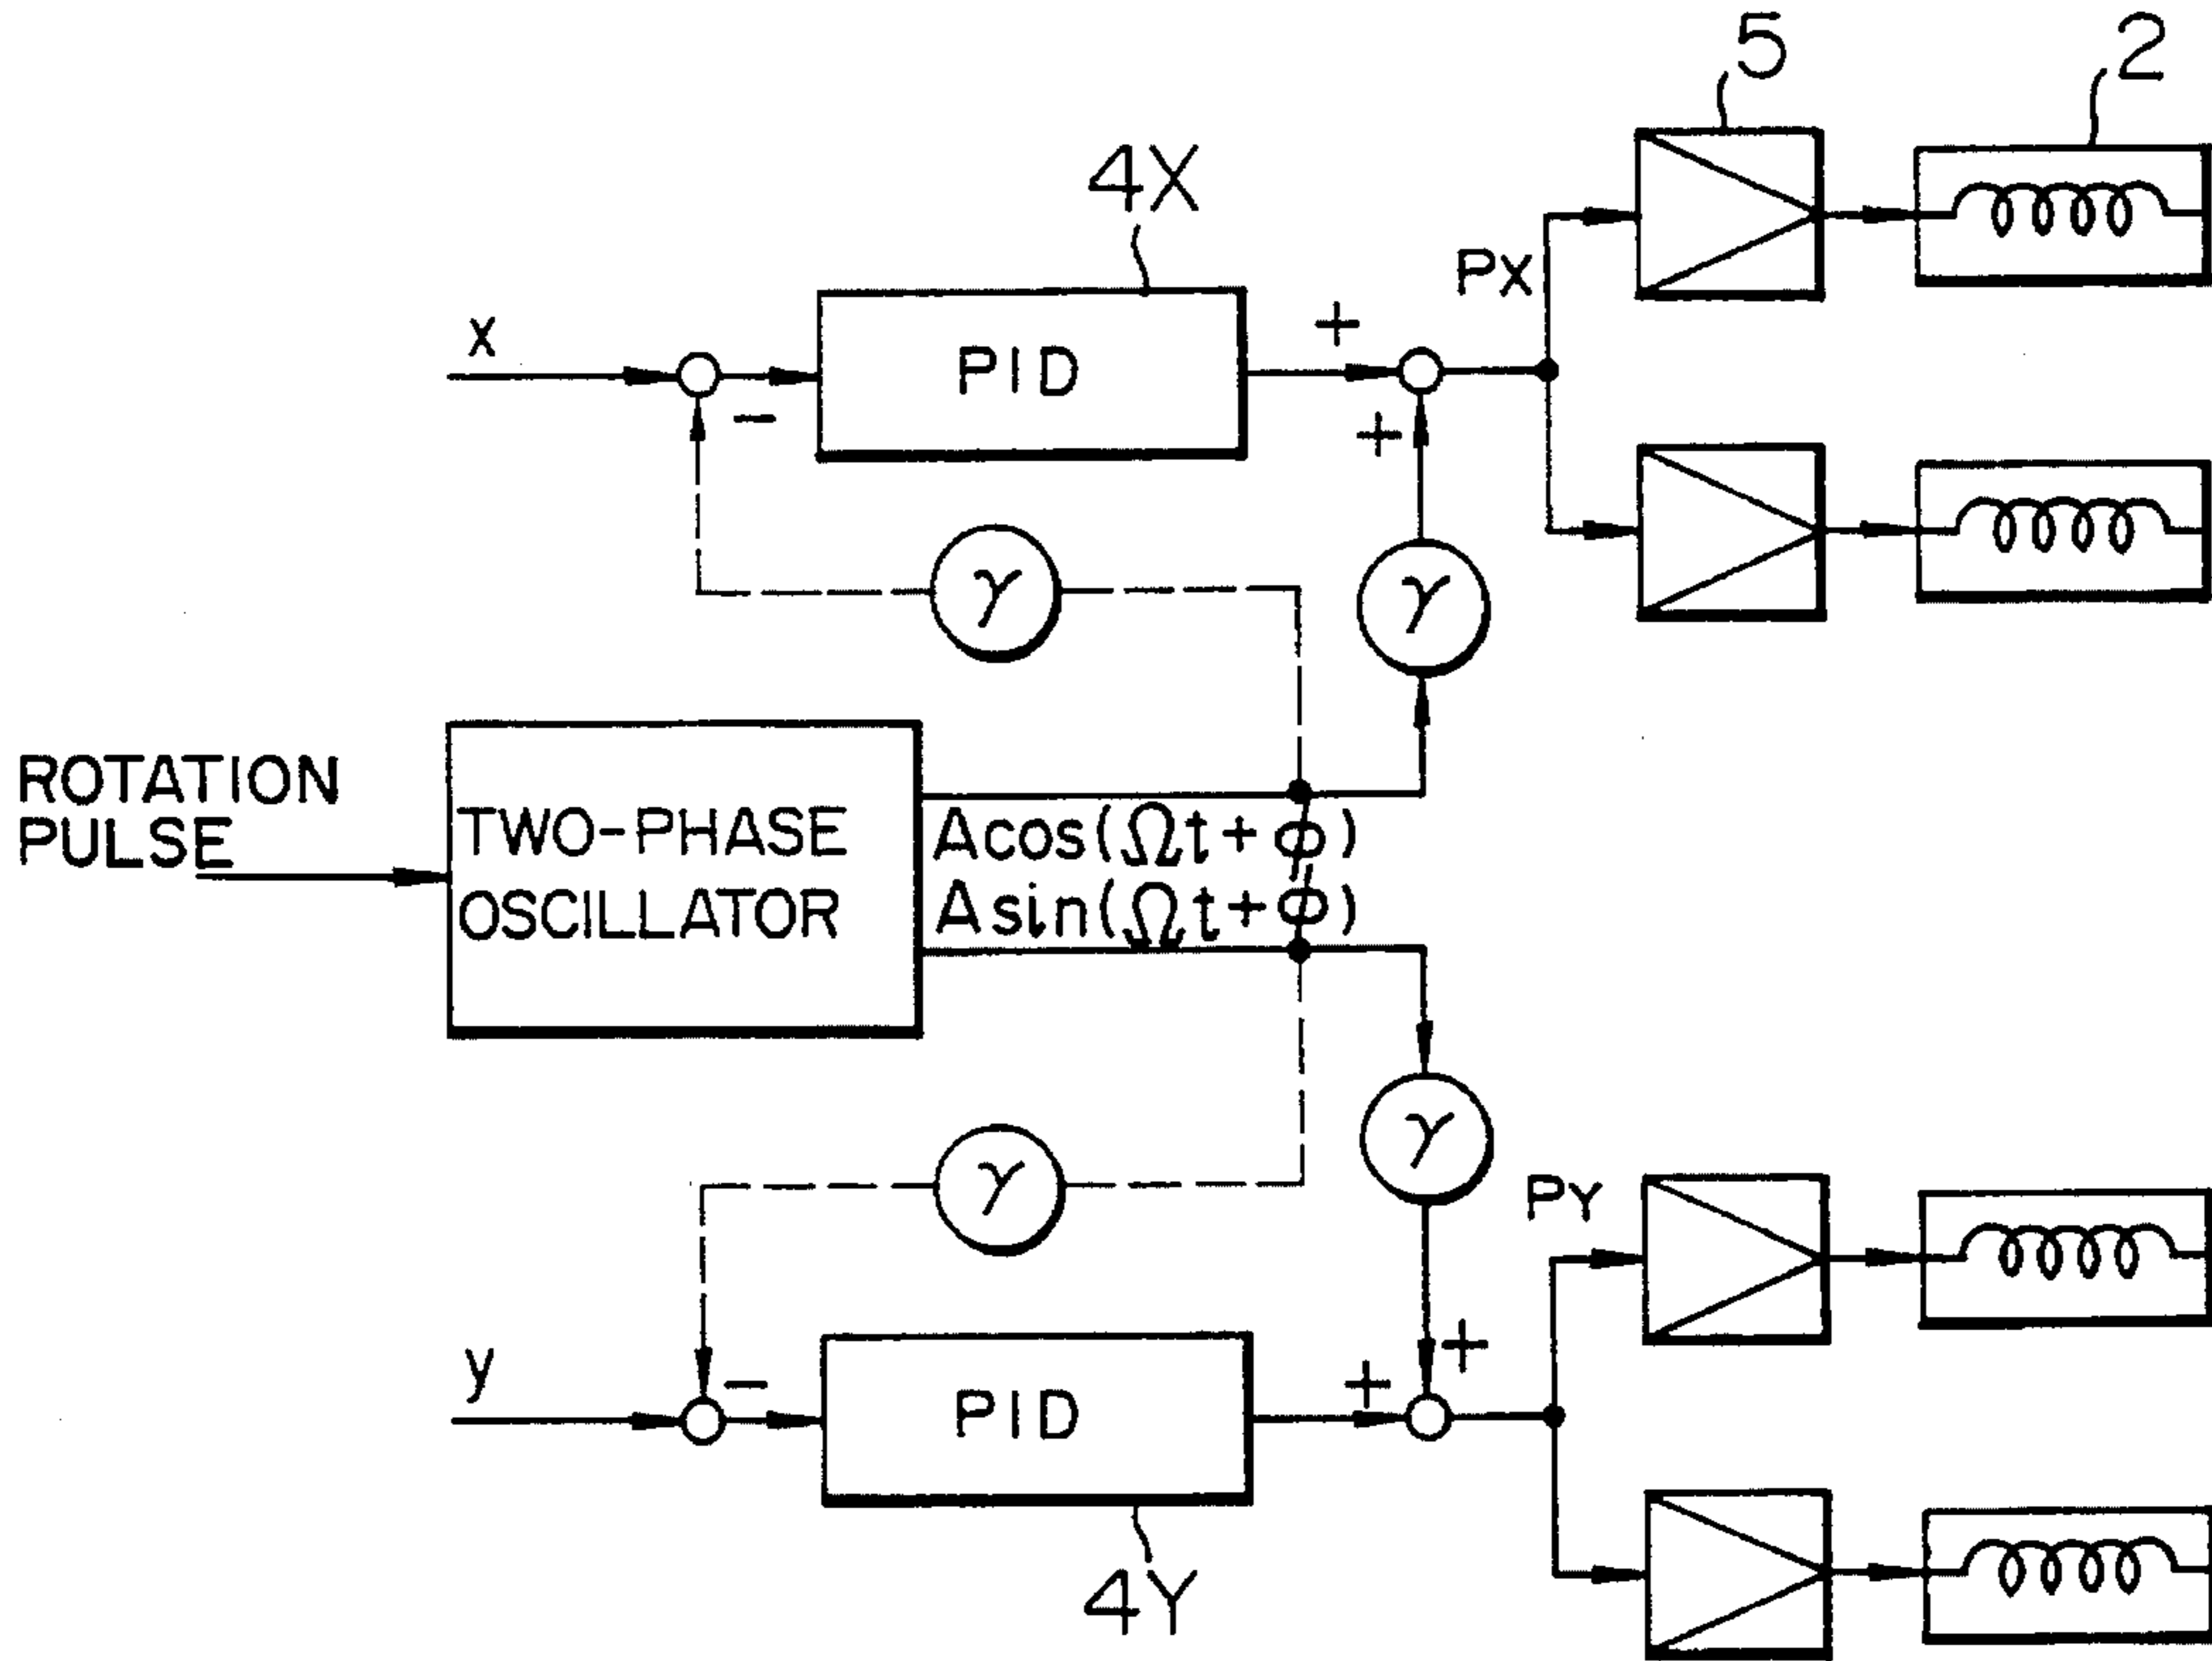 5
2
4X
PX
x
+
PID
-
+
γ
γ
ROTATION
PULSE
TWO-PHASE
OSCILLATOR
Acos(Ωt+φ)
Asin(Ωt+φ)
γ
γ
PY
y
-
+
+
PID
4Y